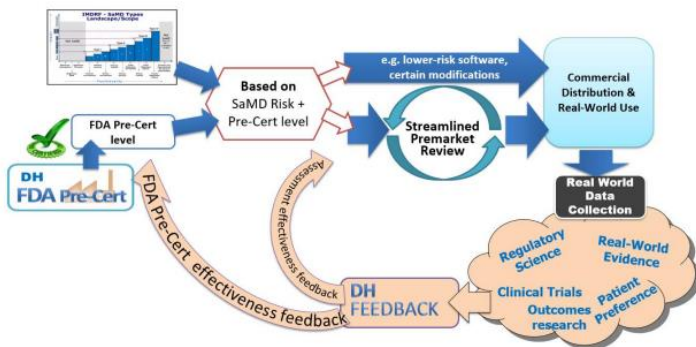 IMDRF - SaMD Types
Landscape/Scope
e.g. lower-risk software,
certain modifications
Based on
SaMD Risk +
Pre-Cert level
Commercial
Distribution &
Real-World Use
FDA Pre-Cert
level
Streamlined
Premarket
Review
DH
FDA Pre-Cert
Real World
Data
Collection
Assessment effectiveness feedback
FDA Pre-Cert effectiveness feedback
Regulatory
Science
Real-World
Evidence
Clinical Trials
Patient
Preference
Outcomes
research
DH
FEEDBACK